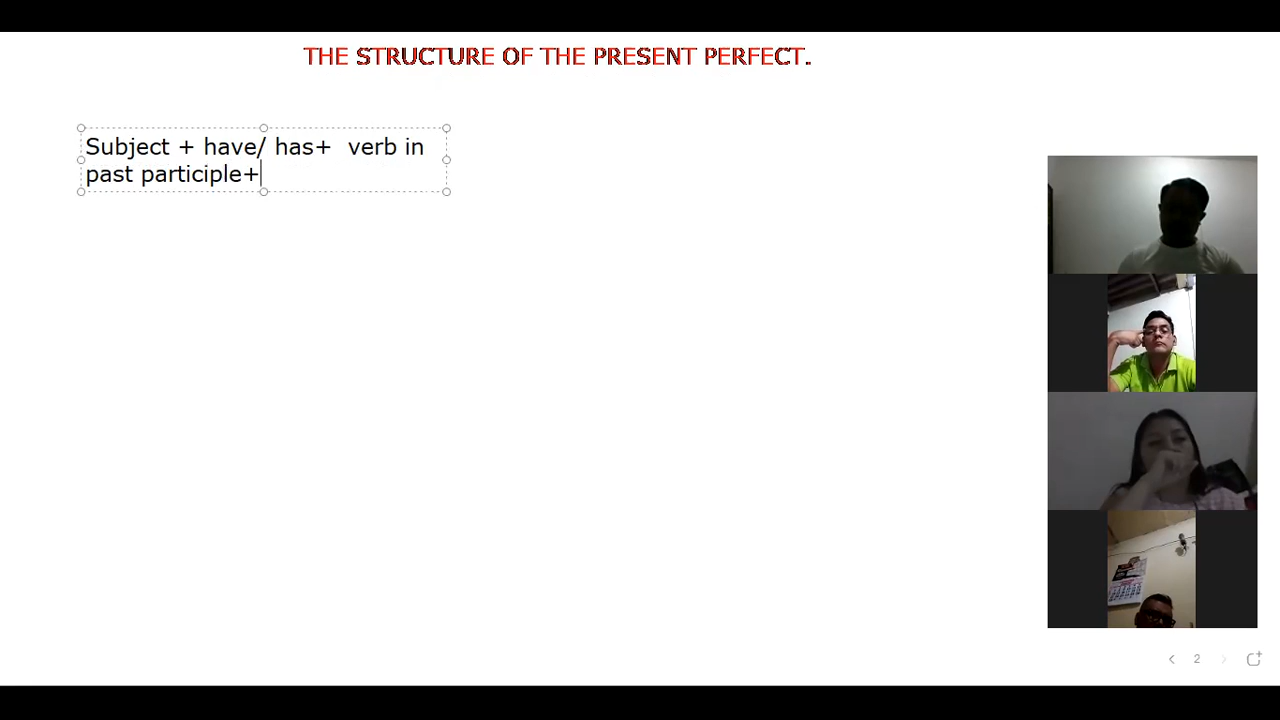 THE STRUCTURE OF THE PRESENT PERFECT.
Subject + have/ has+  verb in
past participle+
2